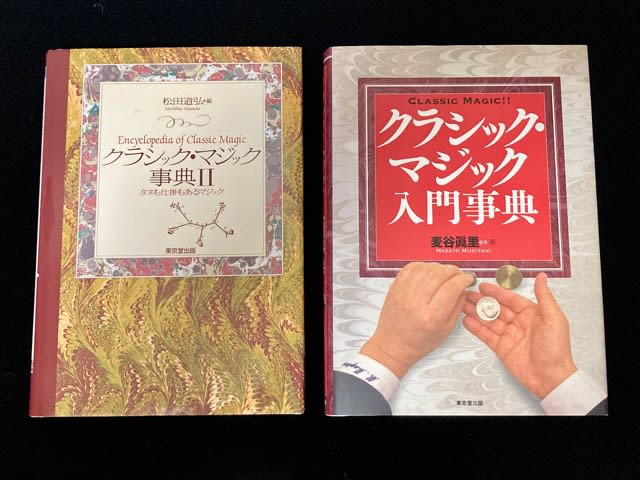 松田道弘・編
Michihiro Matsuda
Encyclopedia of Classic Magic
クラシック・マジック
事典II
タネも仕掛もあるマジック
東京堂出版
CLASSIC MAGIC!!
クラシック・
マジック
入門事典
麦谷眞里 著
MASATO MUGITANI
東京堂出版